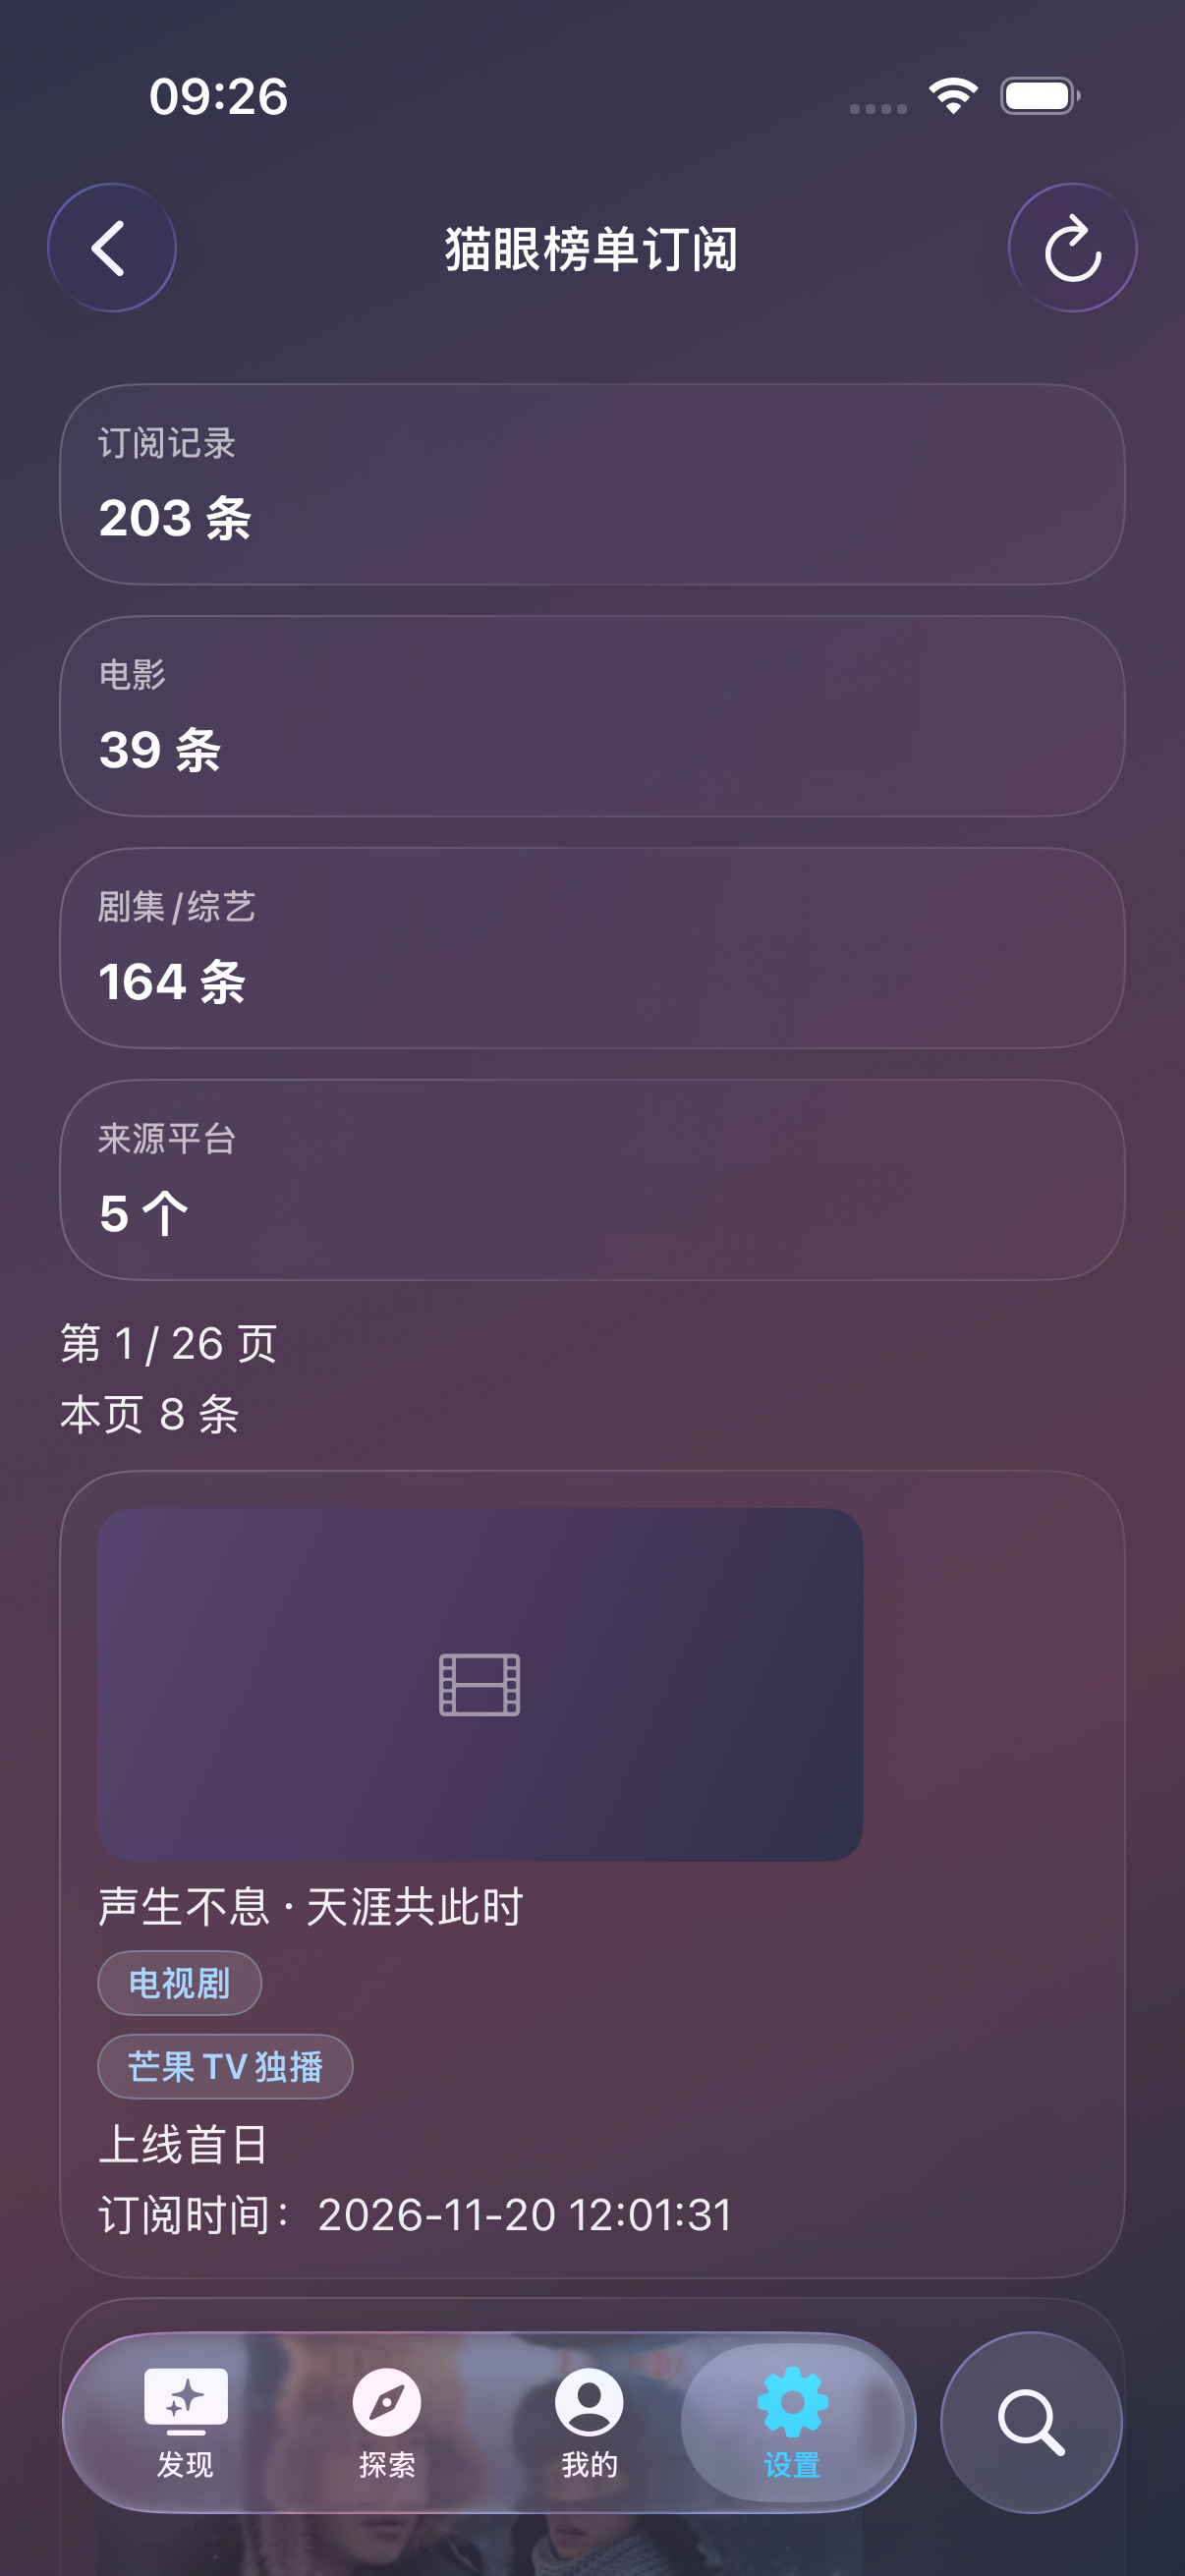 09:26
猫眼榜单订阅
订阅记录
203 条
电影
39 条
剧集/综艺
164 条
来源平台
5 个
第 1 / 26 页
本页 8 条
声生不息 · 天涯共此时
电视剧
芒果 TV 独播
上线首日
订阅时间：2026-11-20 12:01:31
发现
探索
我的
设置